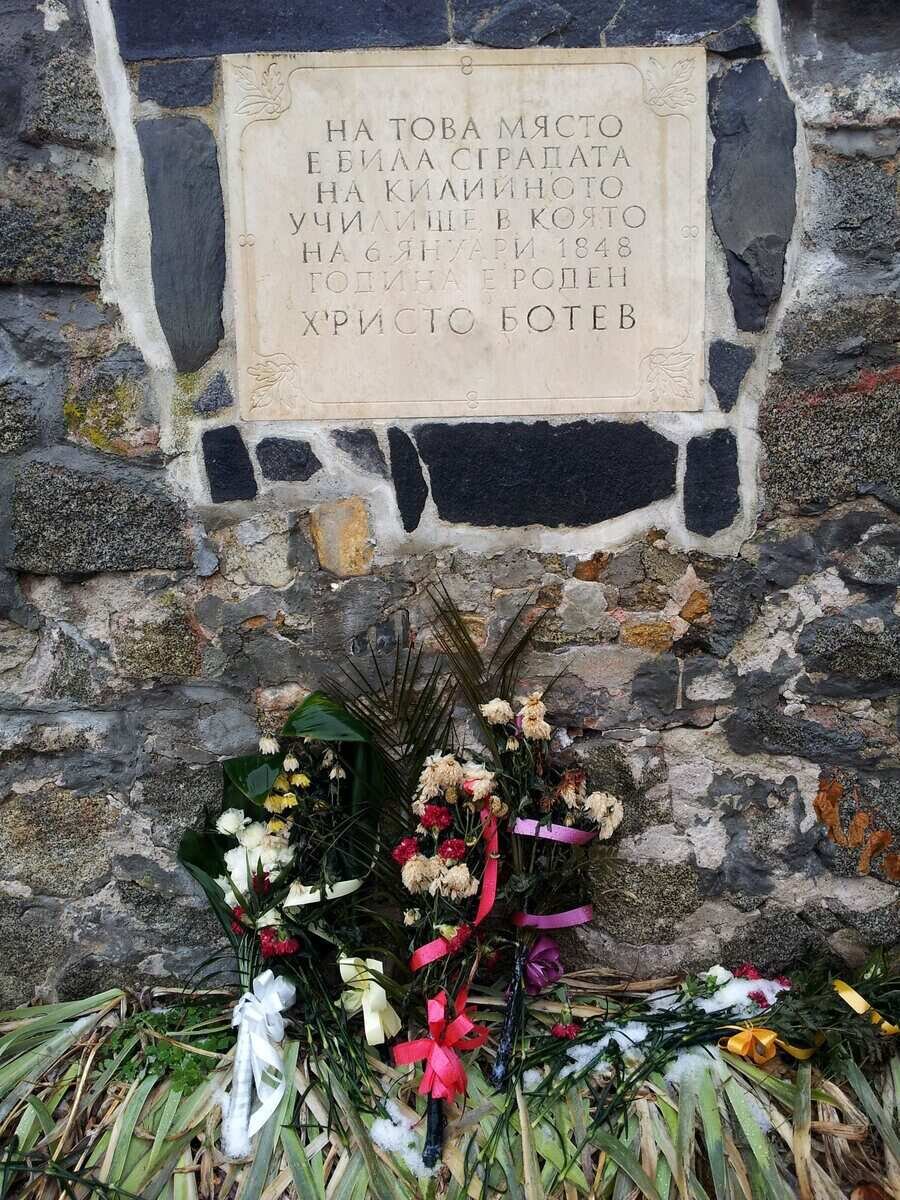 НА ТОВА МЯСТО
Е БИЛА СГРАДАТА
НА КИЛИЙНОТО
УЧИЛИЩЕ, В КОЯТО
НА 6 ЯНУАРИ 1848
ГОДИНА Е РОДЕН
ХРИСТО БОТЕВ